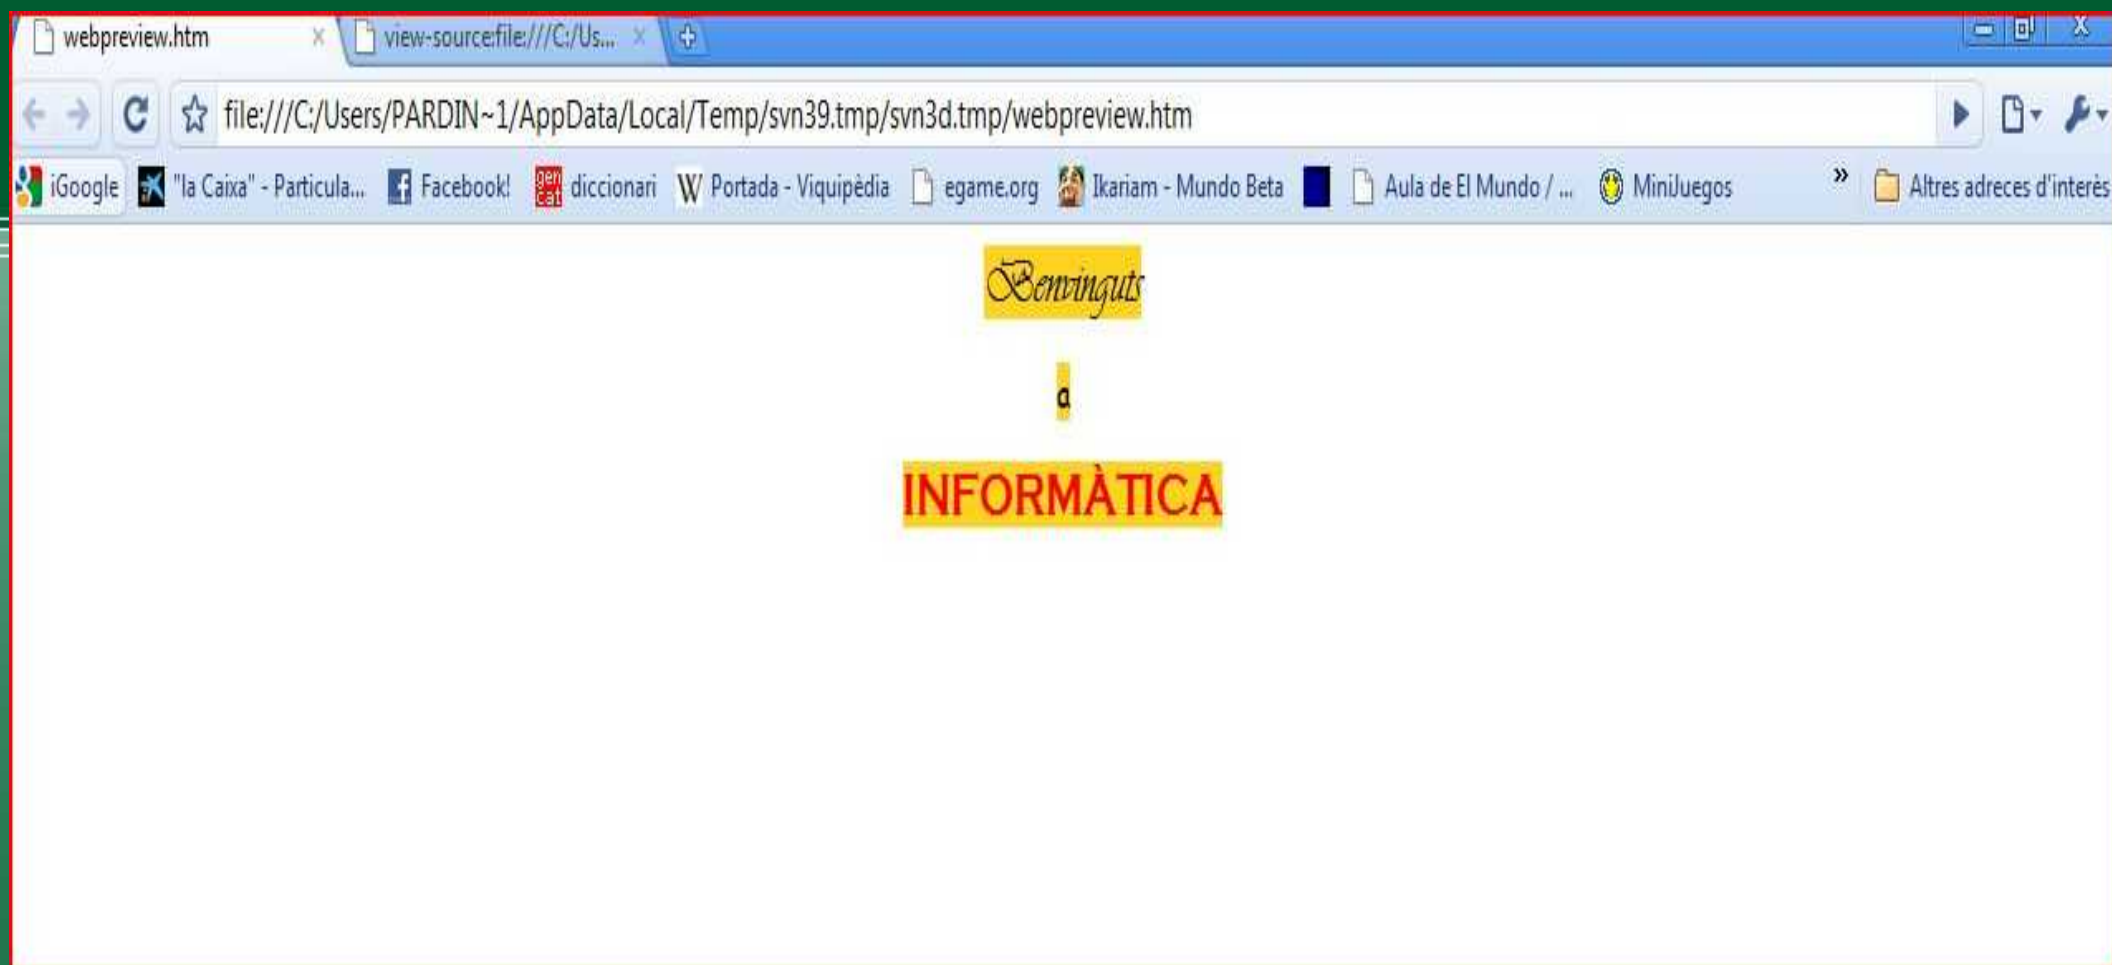 webpreview.htm view-source:file:///C:/Us...
file:///C:/Users/PARDIN~1/AppData/Local/Temp/svn39.tmp/svn3d.tmp/webpreview.htm
iGoogle "la Caixa" - Particula... Facebook! gencat diccionari W Portada - Viquipèdia egame.org Ikariam - Mundo Beta Aula de El Mundo / ... MiniJuegos » Altres adreces d'interès
Benvinguts
a
INFORMÀTICA